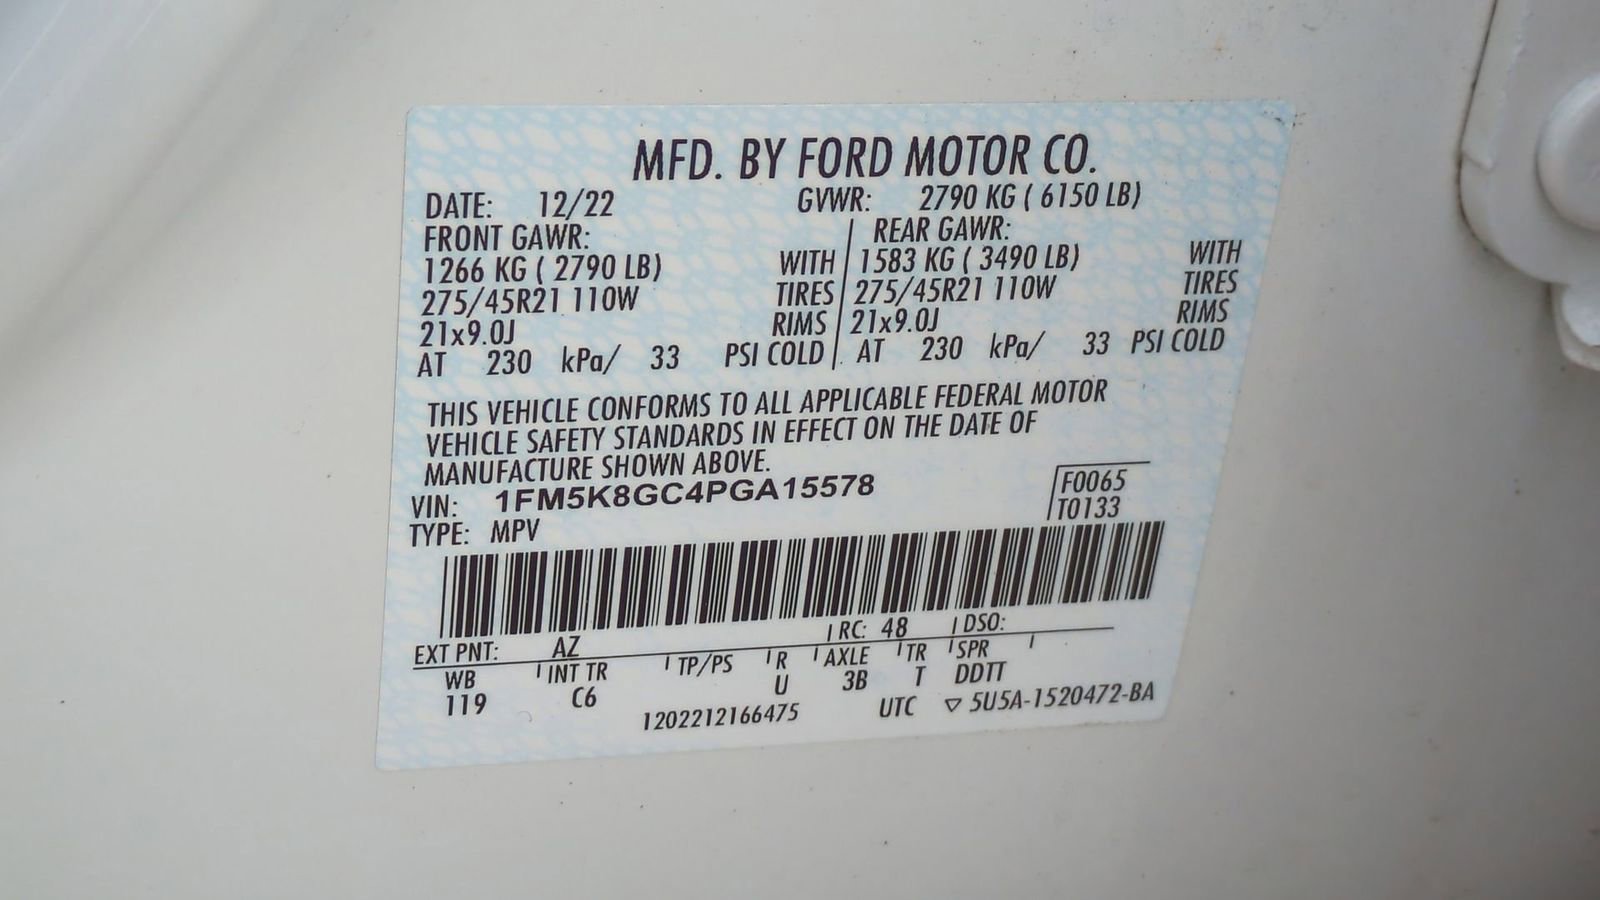 MFD. BY FORD MOTOR CO.
DATE: 12/22 GVWR: 2790 KG ( 6150 LB)
FRONT GAWR: REAR GAWR:
1266 KG ( 2790 LB) WITH 1583 KG ( 3490 LB) WITH
275/45R21 110W TIRES 275/45R21 110W TIRES
21x9.0J RIMS 21x9.0J RIMS
AT 230 kPa/ 33 PSI COLD AT 230 kPa/ 33 PSI COLD
THIS VEHICLE CONFORMS TO ALL APPLICABLE FEDERAL MOTOR
VEHICLE SAFETY STANDARDS IN EFFECT ON THE DATE OF
MANUFACTURE SHOWN ABOVE.
VIN: 1FM5K8GC4PGA15578 F0065
TYPE: MPV T0133
EXT PNT: AZ RC: 48 DSO:
WB INT TR TP/PS R AXLE TR SPR
119 C6 U 3B T DDTT
1202212166475 UTC ▽ 5U5A-1520472-BA